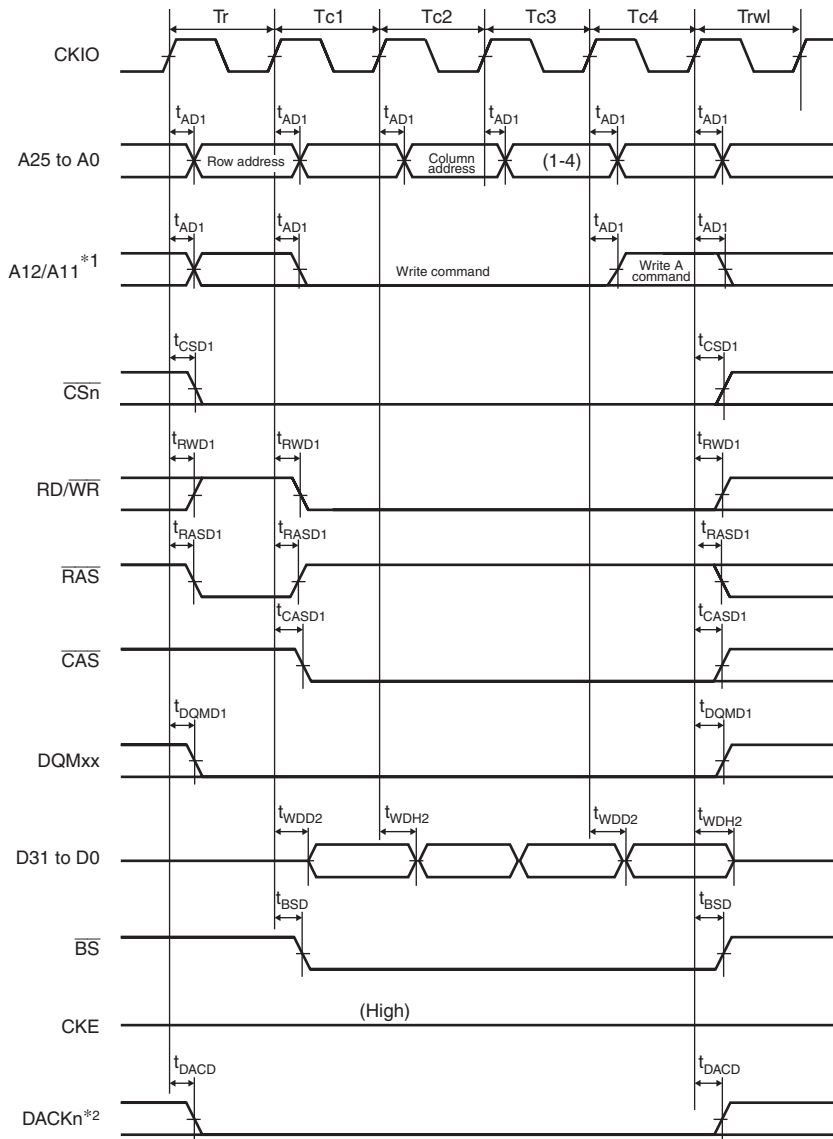 Tr Tc1 Tc2 Tc3 Tc4 Trwl
CKIO
tAD1 tAD1 tAD1 tAD1 tAD1 tAD1
A25 to A0 Row address Column address (1-4)
tAD1 tAD1 tAD1 tAD1
A12/A11*1 Write command Write A command
tCSD1 tCSD1
CSn
tRWD1 tRWD1 tRWD1
RD/WR
tRASD1 tRASD1 tRASD1
RAS
tCASD1 tCASD1
CAS
tDQMD1 tDQMD1
DQMxx
tWDD2 tWDH2 tWDD2 tWDH2
D31 to D0
tBSD tBSD
BS
(High)
CKE
tDACD tDACD
DACKn*2